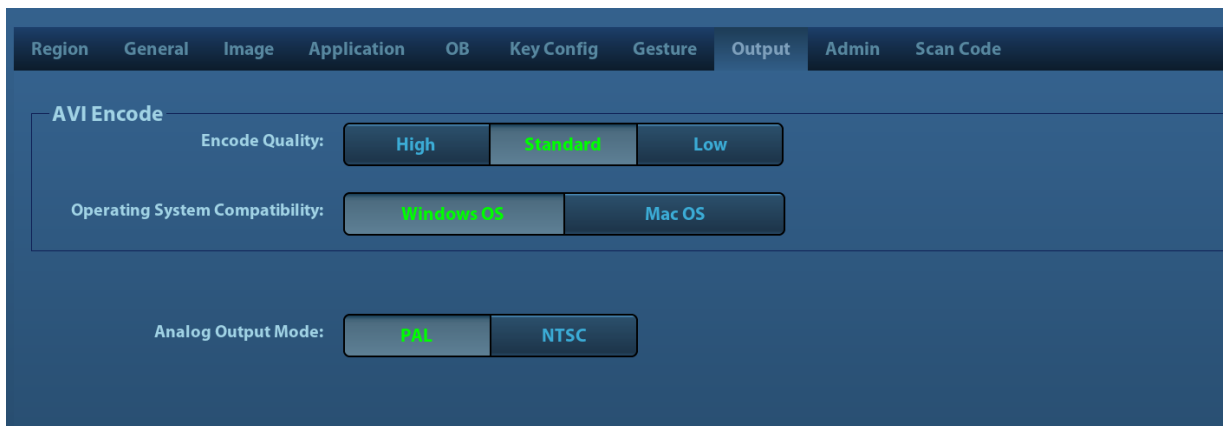 Region General Image Application OB Key Config Gesture Output Admin Scan Code
AVI Encode
Encode Quality: High Standard Low
Operating System Compatibility: Windows OS Mac OS
Analog Output Mode: PAL NTSC